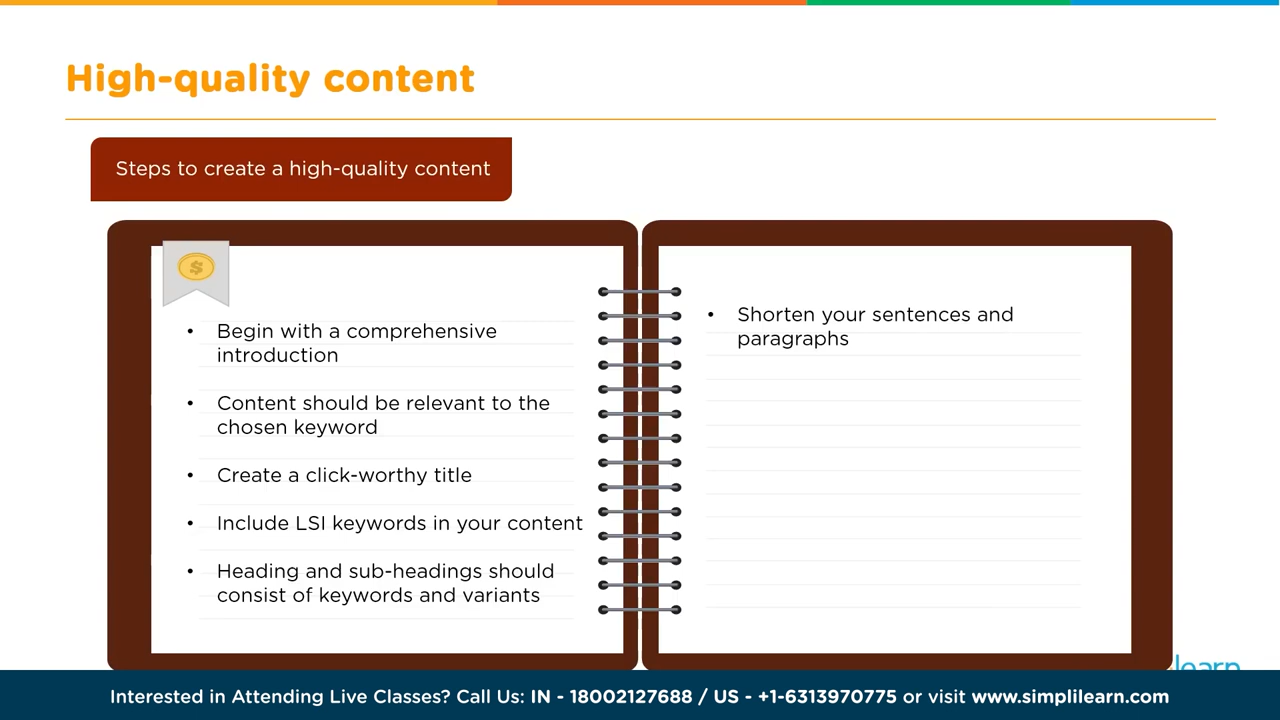 High-quality content
Steps to create a high-quality content
$
• Begin with a comprehensive
introduction
• Content should be relevant to the
chosen keyword
• Create a click-worthy title
• Include LSI keywords in your content
• Heading and sub-headings should
consist of keywords and variants
• Shorten your sentences and
paragraphs
learn
Interested in Attending Live Classes? Call Us: IN - 18002127688 / US - +1-6313970775 or visit www.simplilearn.com